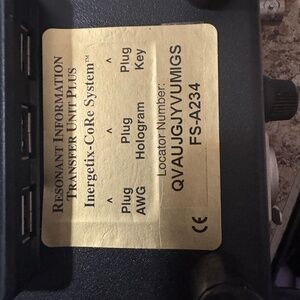 RESONANT INFORMATION
TRANSFER UNIT PLUS
Inergetix-CoRe System™
^ ^ ^
Plug Plug Plug
AWG Hologram Key
Locator Number:
QVAUJGJYVUMIGS
FS-A234
CE